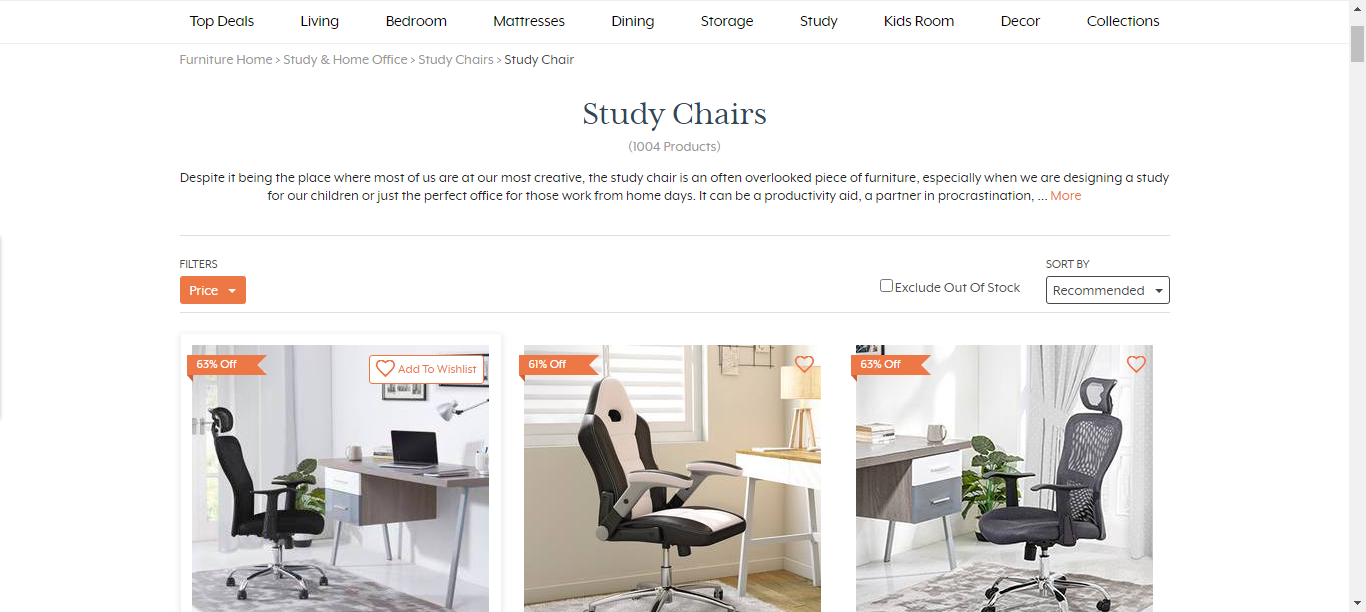 Top Deals Living Bedroom Mattresses Dining Storage Study Kids Room Decor Collections
Furniture Home > Study & Home Office > Study Chairs > Study Chair
Study Chairs
(1004 Products)
Despite it being the place where most of us are at our most creative, the study chair is an often overlooked piece of furniture, especially when we are designing a study
for our children or just the perfect office for those work from home days. It can be a productivity aid, a partner in procrastination, ... More
FILTERS
SORT BY
Price
Exclude Out Of Stock
Recommended
63% Off
Add To Wishlist
61% Off
63% Off